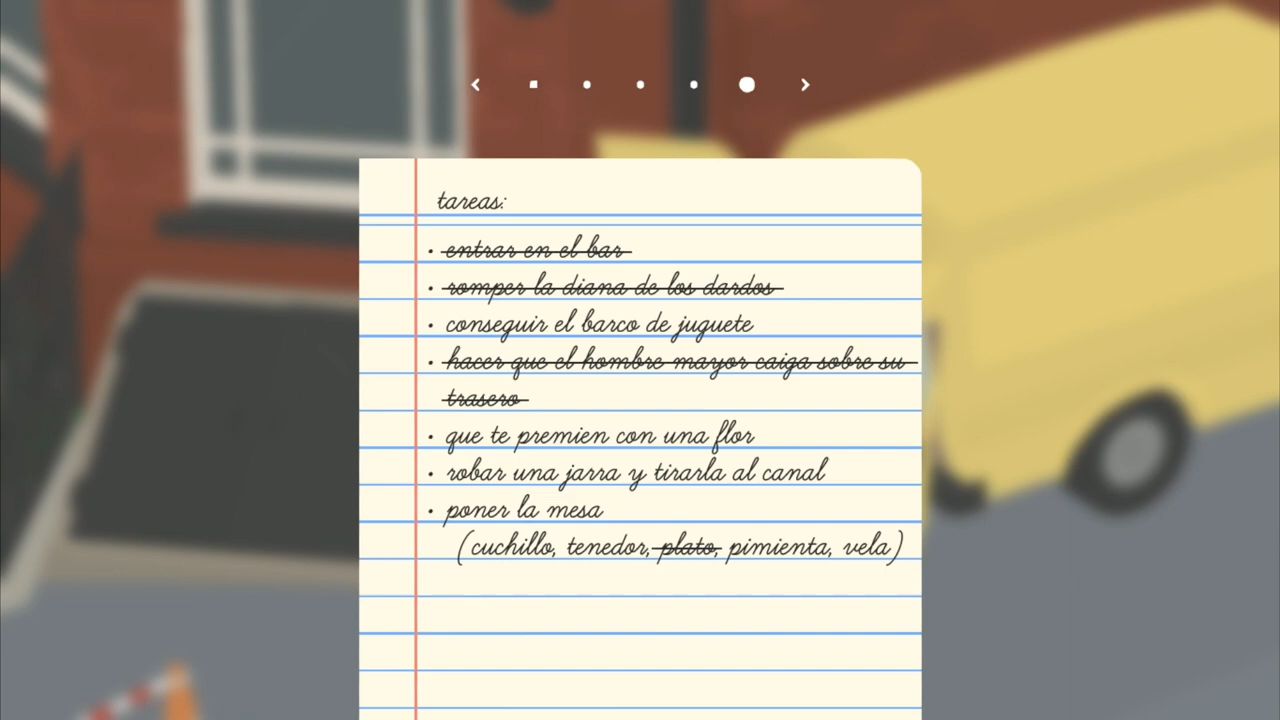 tareas:
• entrar en el bar
• romper la diana de los dardos
• conseguir el barco de juguete
• hacer que el hombre mayor caiga sobre su
trasero
• que te premien con una flor
• robar una jarra y tirarla al canal
• poner la mesa
(cuchillo, tenedor, plato, pimienta, vela)